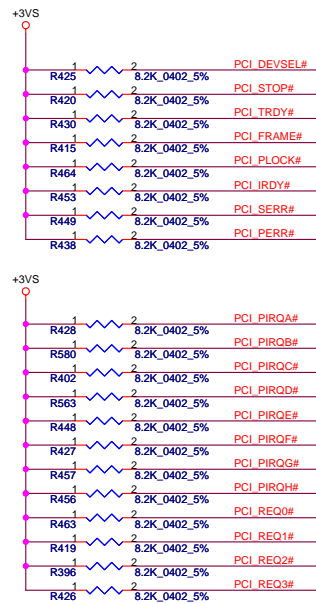 +3VS
1 2 PCI_DEVSEL#
R425 8.2K_0402_5%
1 2 PCI_STOP#
R420 8.2K_0402_5%
1 2 PCI_TRDY#
R430 8.2K_0402_5%
1 2 PCI_FRAME#
R415 8.2K_0402_5%
1 2 PCI_PLOCK#
R464 8.2K_0402_5%
1 2 PCI_IRDY#
R453 8.2K_0402_5%
1 2 PCI_SERR#
R449 8.2K_0402_5%
1 2 PCI_PERR#
R438 8.2K_0402_5%
+3VS
1 2 PCI_PIRQA#
R428 8.2K_0402_5%
1 2 PCI_PIRQB#
R580 8.2K_0402_5%
1 2 PCI_PIRQC#
R402 8.2K_0402_5%
1 2 PCI_PIRQD#
R563 8.2K_0402_5%
1 2 PCI_PIRQE#
R448 8.2K_0402_5%
1 2 PCI_PIRQF#
R427 8.2K_0402_5%
1 2 PCI_PIRQG#
R457 8.2K_0402_5%
1 2 PCI_PIRQH#
R456 8.2K_0402_5%
1 2 PCI_REQ0#
R463 8.2K_0402_5%
1 2 PCI_REQ1#
R419 8.2K_0402_5%
1 2 PCI_REQ2#
R396 8.2K_0402_5%
1 2 PCI_REQ3#
R426 8.2K_0402_5%